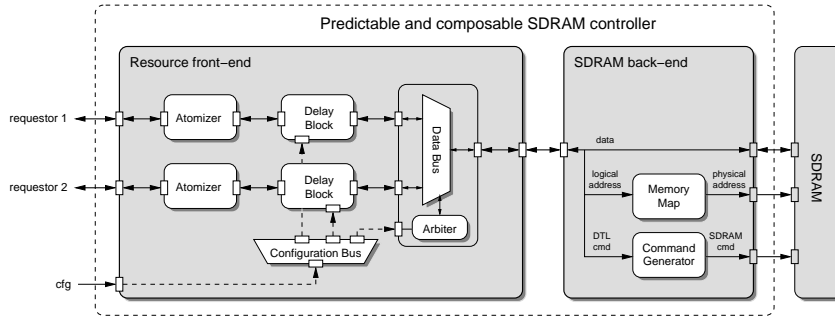 Predictable and composable SDRAM controller
Resource front–end
SDRAM back–end
requestor 1
Atomizer
Delay
Block
Data Bus
data
SDRAM
requestor 2
Atomizer
Delay
Block
logical
address
Memory
Map
physical
address
Arbiter
DTL
cmd
Command
Generator
SDRAM
cmd
Configuration Bus
cfg